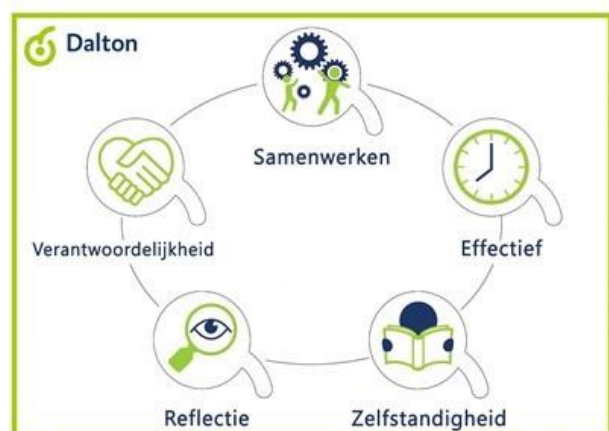 Dalton
Samenwerken
Verantwoordelijkheid
Effectief
Reflectie
Zelfstandigheid